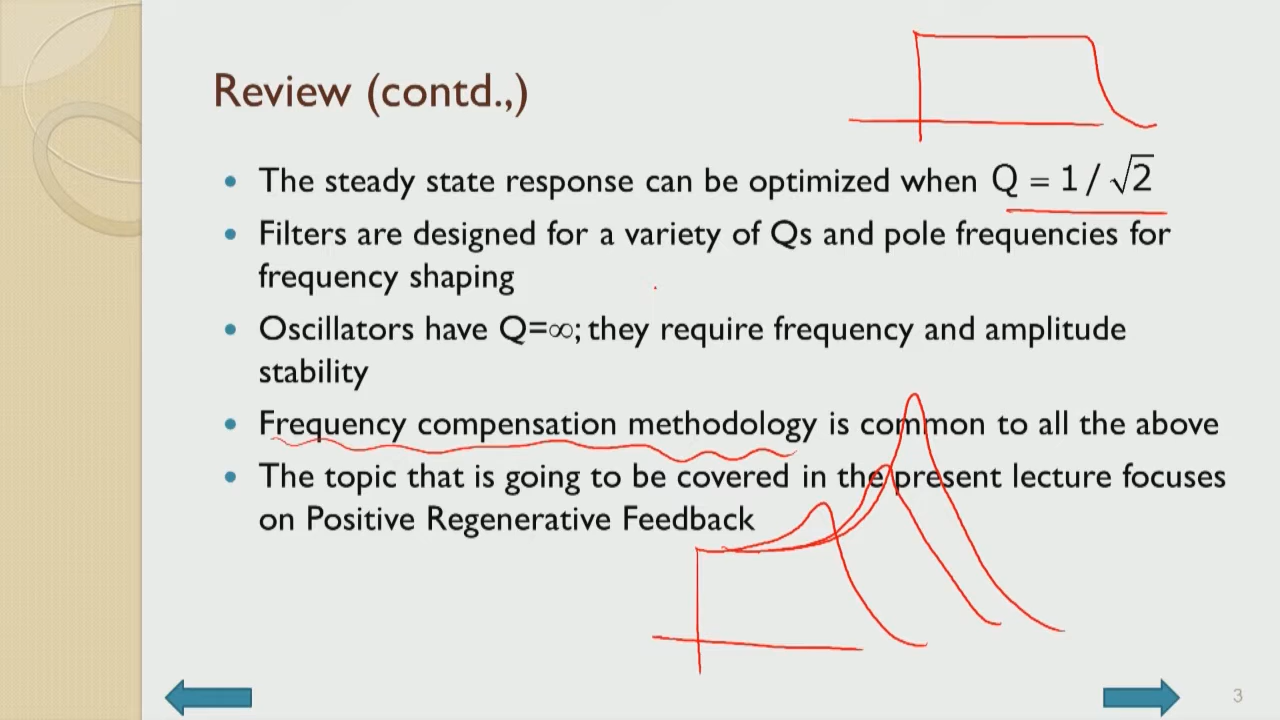 Review (contd.,)
• The steady state response can be optimized when Q = 1 / √2
• Filters are designed for a variety of Qs and pole frequencies for
frequency shaping
• Oscillators have Q=∞; they require frequency and amplitude
stability
• Frequency compensation methodology is common to all the above
• The topic that is going to be covered in the present lecture focuses
on Positive Regenerative Feedback
3